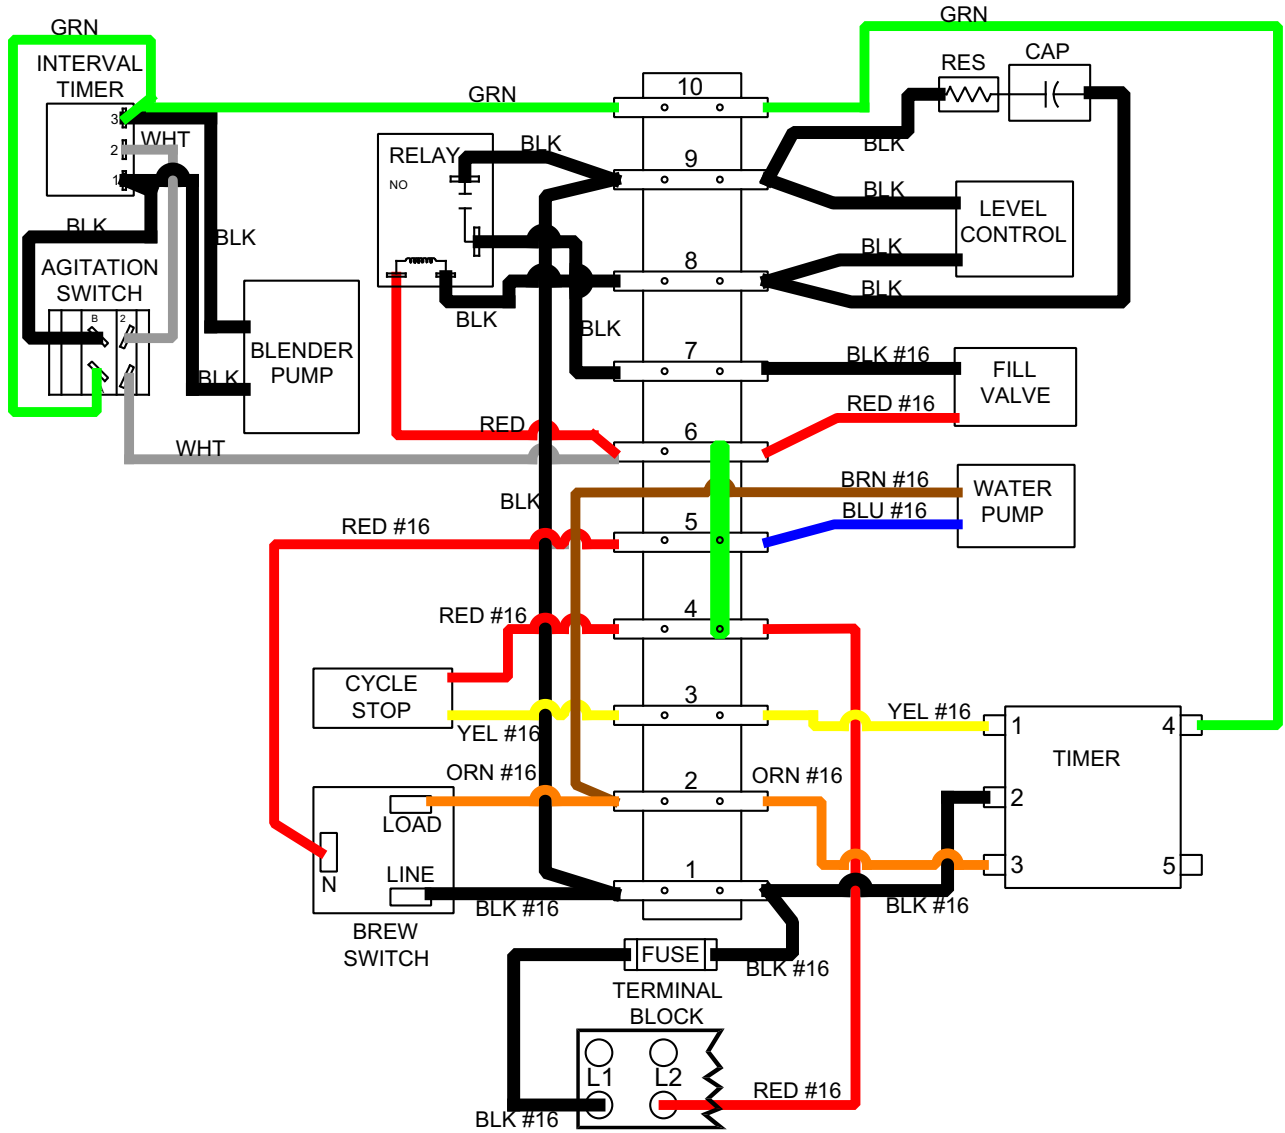 GRN
GRN
INTERVAL
TIMER
RES
CAP
GRN
10
3
WHT
2
1
RELAY
NO
BLK
9
BLK
BLK
LEVEL
CONTROL
BLK
BLK
BLK
BLK
8
BLK
BLK
AGITATION
SWITCH
B
2
BLENDER
PUMP
BLK
7
BLK #16
FILL
VALVE
RED #16
RED
6
WHT
BLK
BRN #16
WATER
PUMP
BLU #16
RED #16
5
RED #16
4
CYCLE
STOP
YEL #16
3
YEL #16
1
4
TIMER
ORN #16
2
ORN #16
2
3
5
LOAD
N
LINE
BLK #16
1
BLK #16
BREW
SWITCH
FUSE
BLK #16
TERMINAL
BLOCK
L1
L2
RED #16
BLK #16